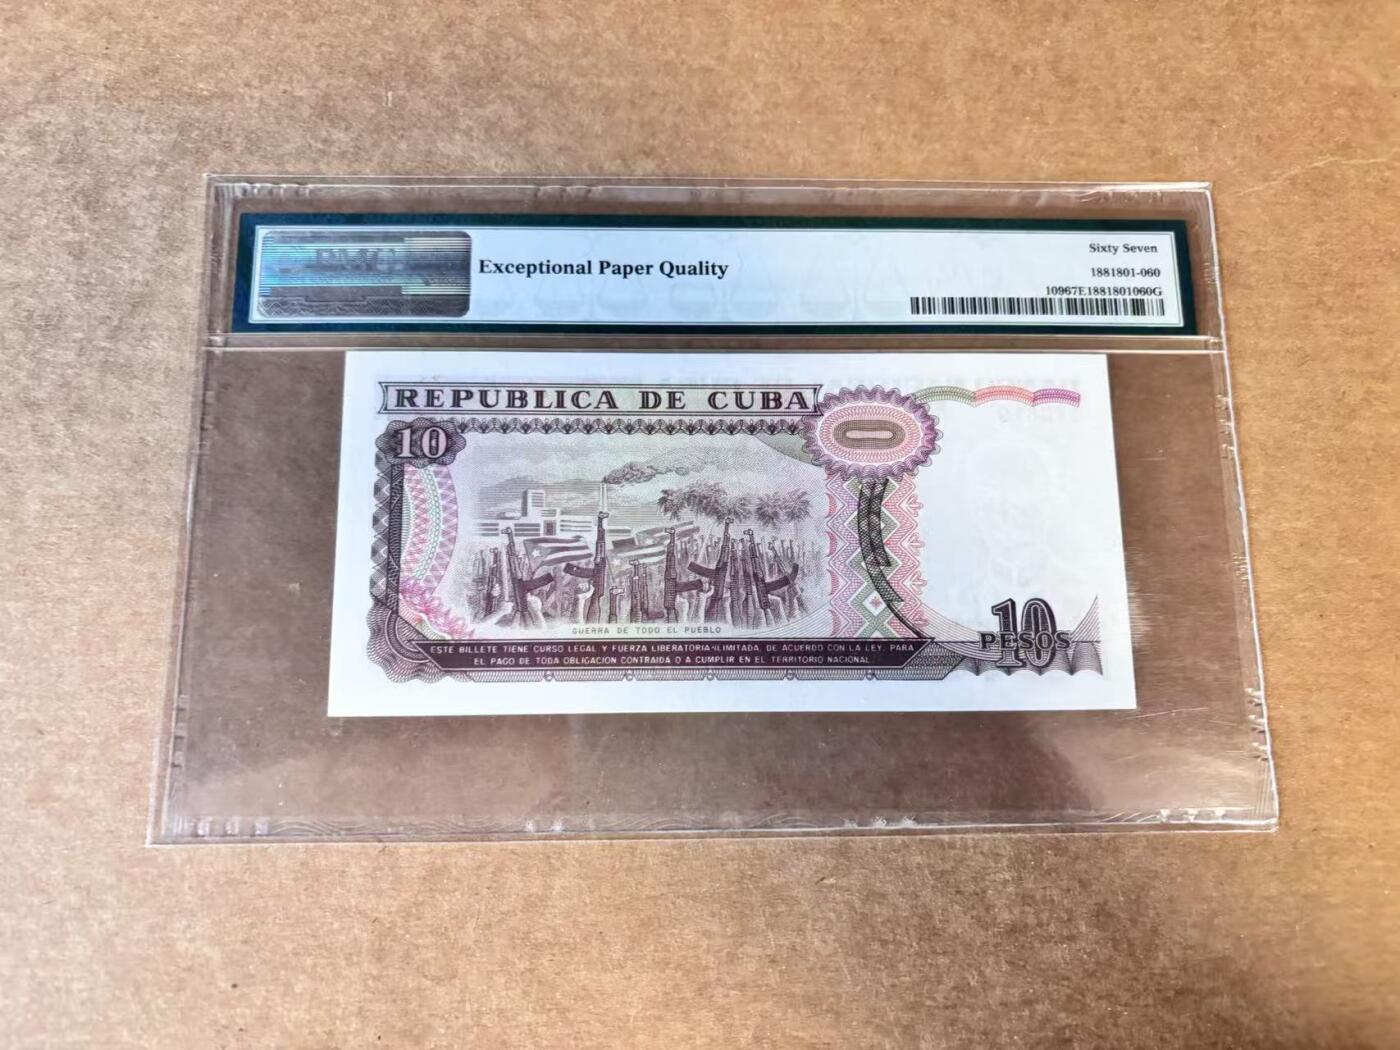 PMG
Exceptional Paper Quality
Sixty Seven
1881801-060
10967E1881801060G
REPUBLICA DE CUBA
10
GUERRA DE TODO EL PUEBLO
ESTE BILLETE TIENE CURSO LEGAL Y FUERZA LIBERATORIA ILIMITADA, DE ACUERDO CON LA LEY, PARA
EL PAGO DE TODA OBLIGACION CONTRAIDA O A CUMPLIR EN EL TERRITORIO NACIONAL.
10
PESOS